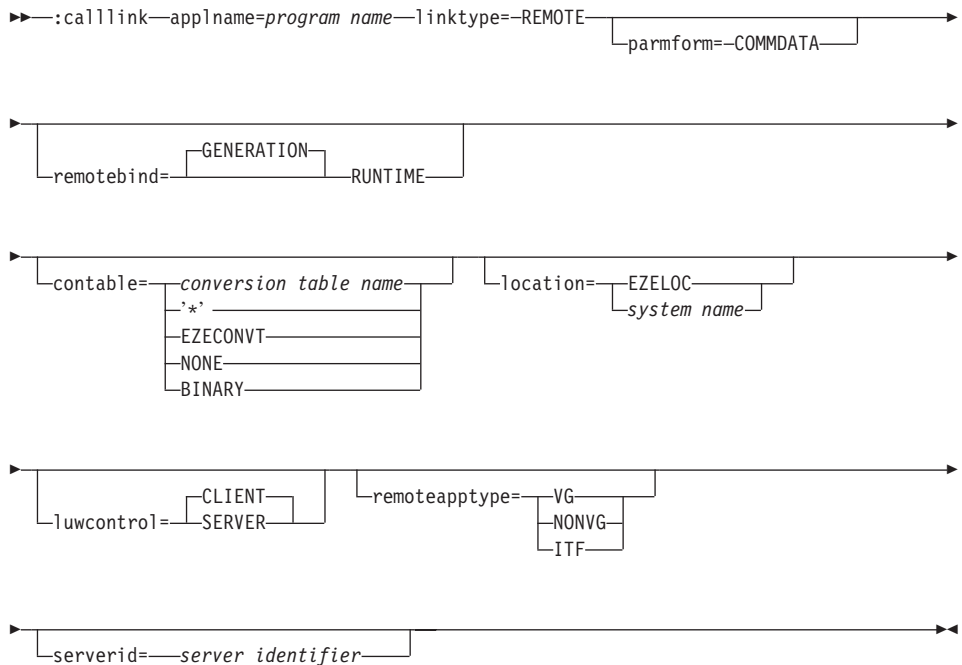 :calllink applname=program name linktype= REMOTE
parmform= COMMDATA
GENERATION
remotebind= RUNTIME
contable= conversion table name location= EZELOC
'*' system name
EZECONVT
NONE
BINARY
CLIENT remoteapptype= VG
luwcontrol= SERVER NONVG
ITF
serverid= server identifier